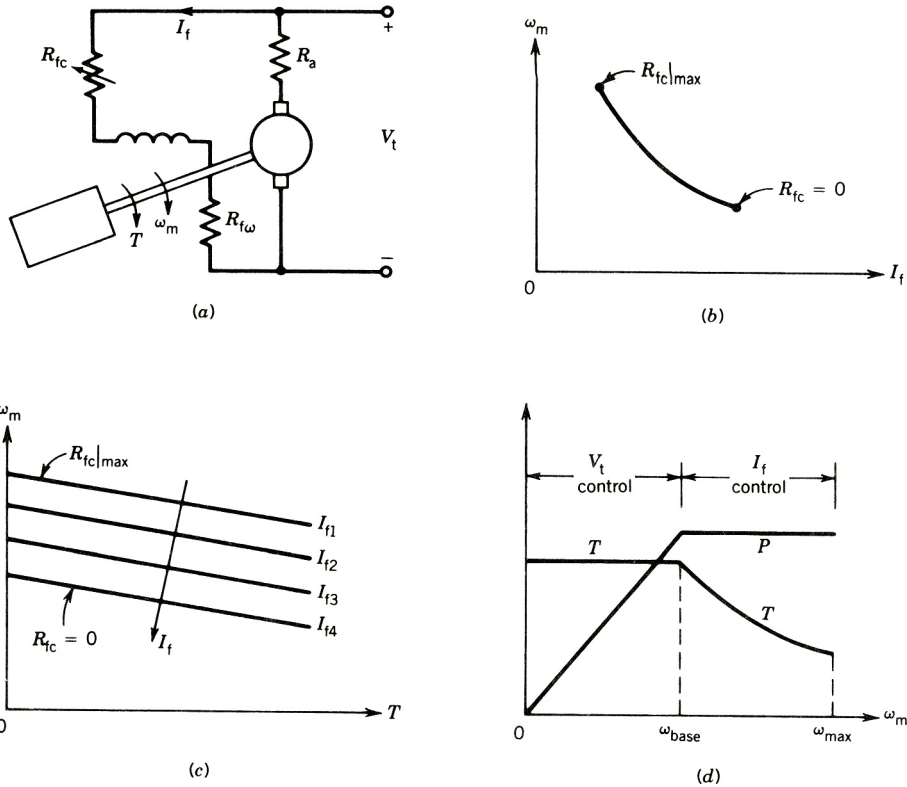 I_f
+
R_fc
R_a
V_t
T
ω_m
R_fω
−
(a)
ω_m
R_fc|max
R_fc = 0
0
I_f
(b)
ω_m
R_fc|max
I_f1
I_f2
I_f3
I_f4
R_fc = 0
I_f
0
T
(c)
V_t
control
I_f
control
T
P
T
0
ω_base
ω_max
ω_m
(d)